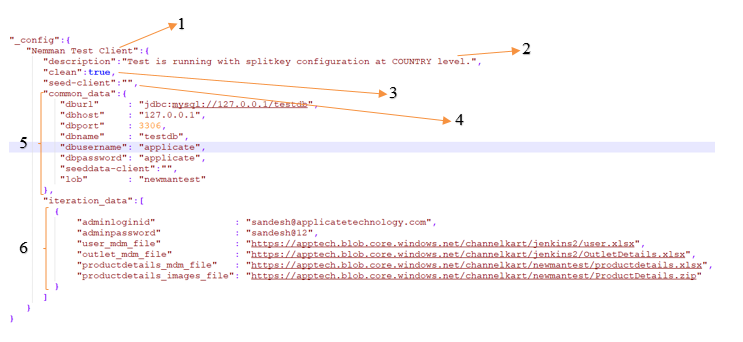 1
"_config":{
"Newman Test Client":{
2
"description":"Test is running with splitkey configuration at COUNTRY level.",
"clean":true,
"seed-client":"",
3
"common_data":{
"dburl" : "jdbc:mysql://127.0.0.1/testdb",
"dbhost" : "127.0.0.1",
4
"dbport" : 3306,
"dbname" : "testdb",
5
"dbusername": "applicate",
"dbpassword": "applicate",
"seeddata-client":"",
"lob" : "newmantest"
},
"iteration_data":[
{
"adminloginid" : "sandesh@applicatetechnology.com",
"adminpassword" : "sandesh@12",
6
"user_mdm_file" : "https://apptech.blob.core.windows.net/channelkart/jenkins2/user.xlsx",
"outlet_mdm_file" : "https://apptech.blob.core.windows.net/channelkart/jenkins2/OutletDetails.xlsx",
"productdetails_mdm_file" : "https://apptech.blob.core.windows.net/channelkart/newmantest/productdetails.xlsx",
"productdetails_images_file": "https://apptech.blob.core.windows.net/channelkart/newmantest/ProductDetails.zip"
}
]
}
}